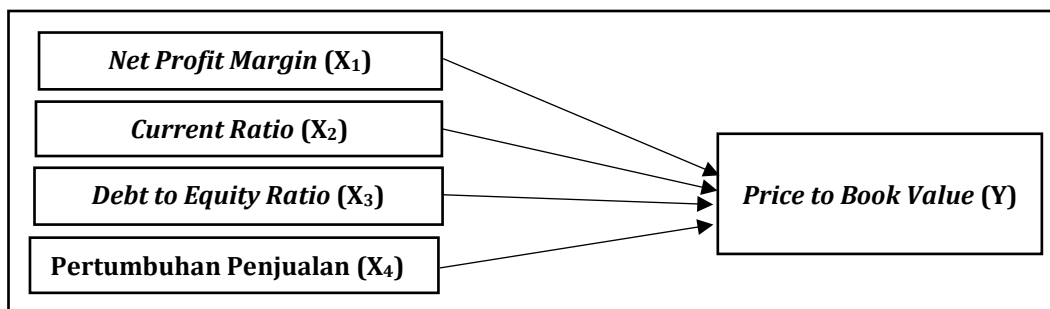 Net Profit Margin (X₁)
Current Ratio (X₂)
Debt to Equity Ratio (X₃)
Price to Book Value (Y)
Pertumbuhan Penjualan (X₄)